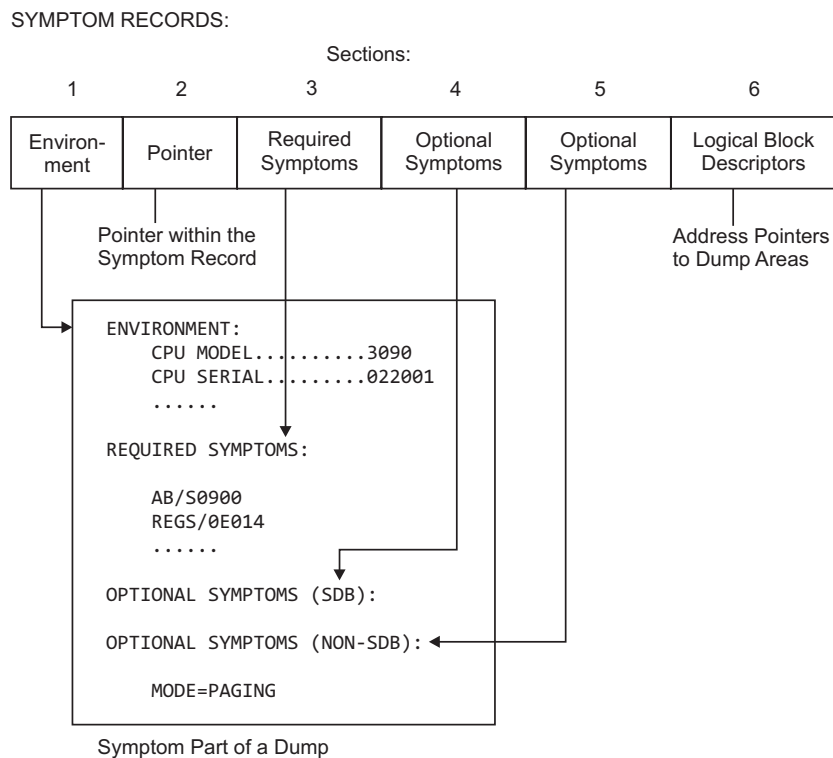 SYMPTOM RECORDS:
Sections:
1 2 3 4 5 6
Environ-
ment
Pointer
Required
Symptoms
Optional
Symptoms
Optional
Symptoms
Logical Block
Descriptors
Pointer within the
Symptom Record
Address Pointers
to Dump Areas
ENVIRONMENT:
CPU MODEL..........3090
CPU SERIAL.........022001
......
REQUIRED SYMPTOMS:
AB/S0900
REGS/0E014
......
OPTIONAL SYMPTOMS (SDB):
OPTIONAL SYMPTOMS (NON-SDB):
MODE=PAGING
Symptom Part of a Dump